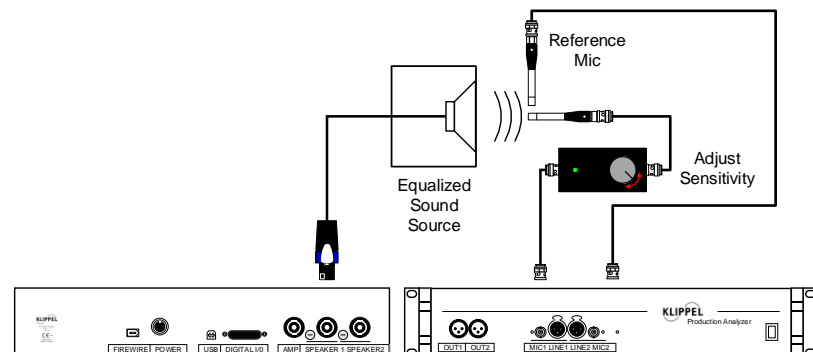 Reference
Mic
Adjust
Sensitivity
Equalized
Sound
Source
KLIPPEL
FIREWIRE POWER USB DIGITAL I/0 AMP SPEAKER 1 SPEAKER2
KLIPPEL
Production Analyzer
OUT1 OUT2 MIC1 LINE1 LINE2 MIC2